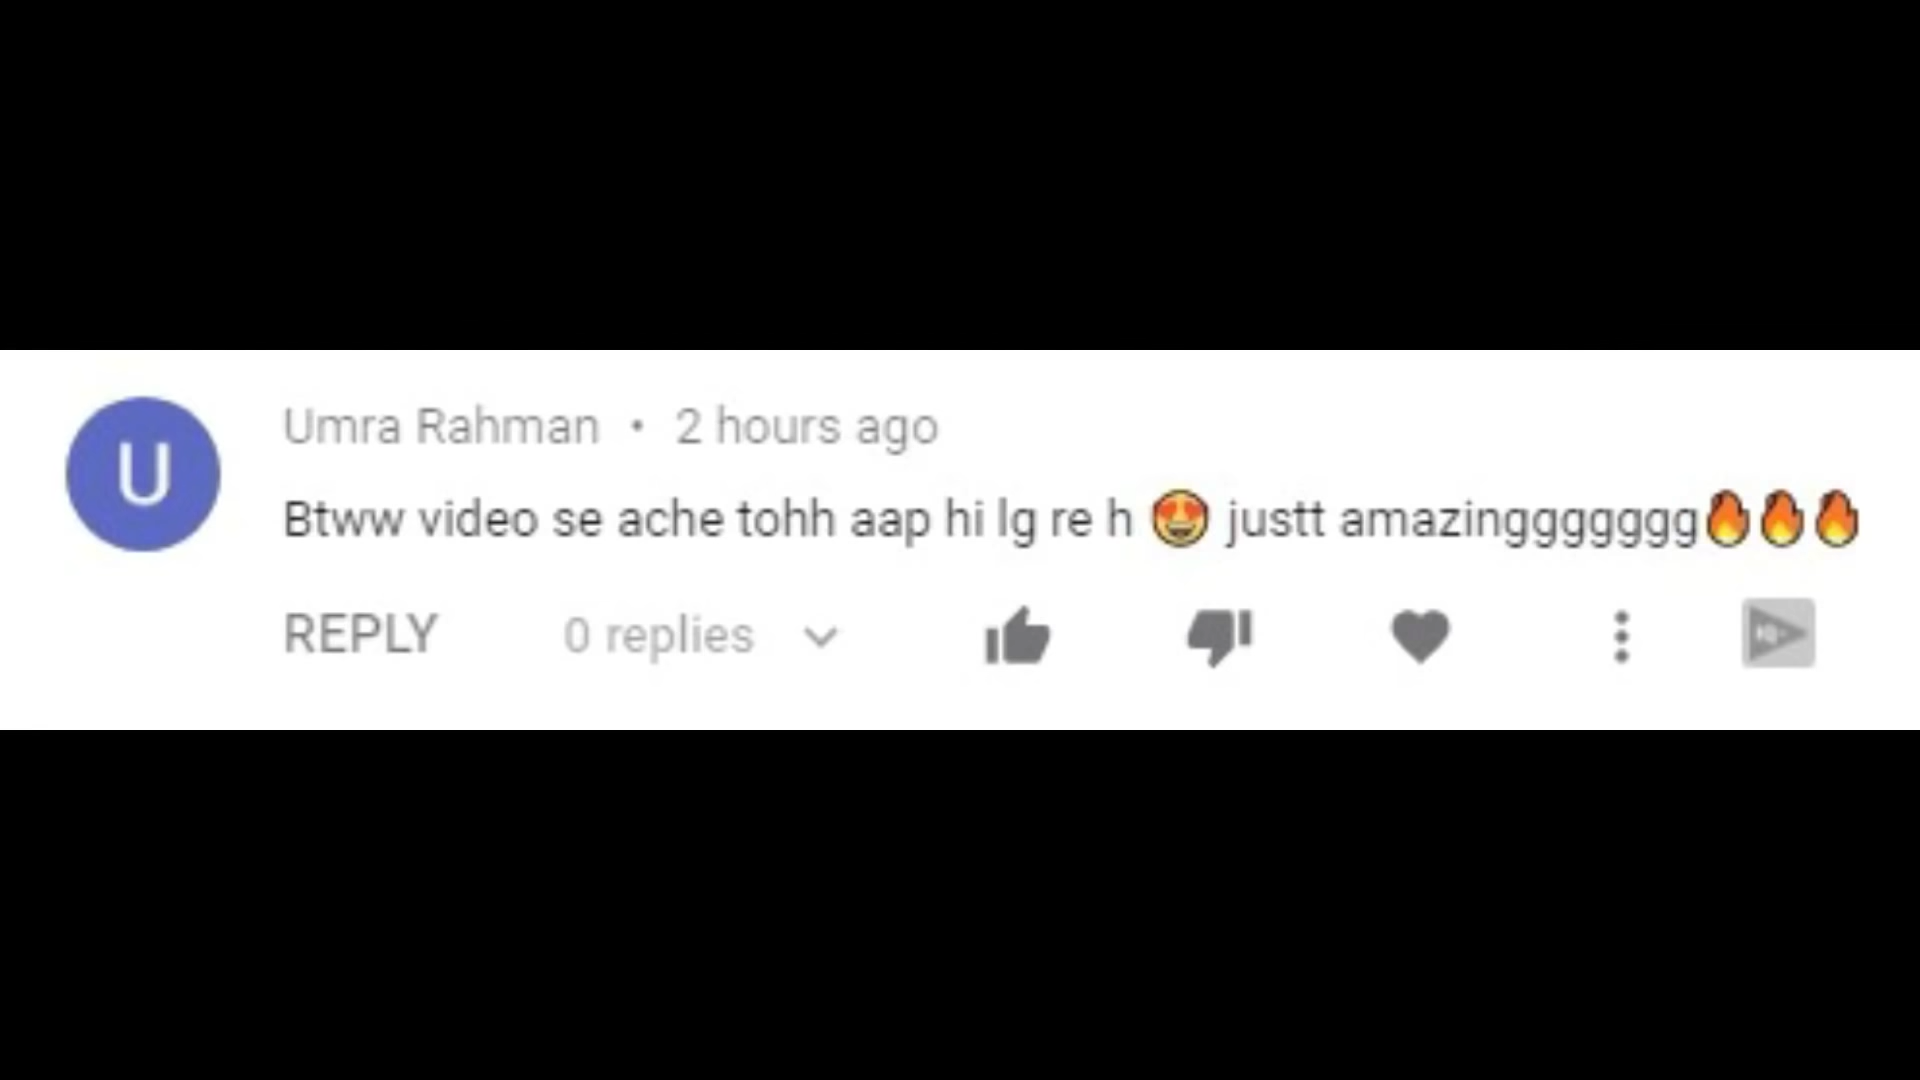 U
Umra Rahman • 2 hours ago
Btww video se ache tohh aap hi lg re h 😍 justt amazinggggggg🔥🔥🔥
REPLY 0 replies